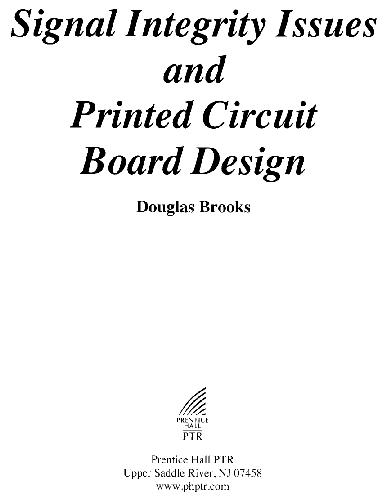 Signal Integrity Issues
and
Printed Circuit
Board Design
Douglas Brooks
PRENTICE
HALL
PTR
Prentice Hall PTR
Upper Saddle River, NJ 07458
www.phptr.com